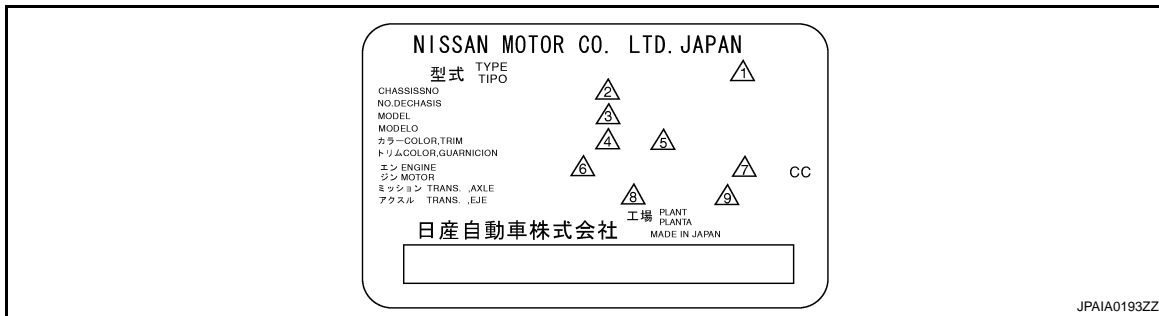 NISSAN MOTOR CO. LTD. JAPAN
型式 TYPE
TIPO
1
CHASSISNO
2
NO.DECHASIS
MODEL
3
MODELO
カラーCOLOR,TRIM
4 5
トリムCOLOR,GUARNICION
エン ENGINE
6 7 CC
ジン MOTOR
ミッション TRANS. ,AXLE
8 9
アクスル TRANS. ,EJE
工場 PLANT
PLANTA
日産自動車株式会社 MADE IN JAPAN
JPAIA0193ZZ